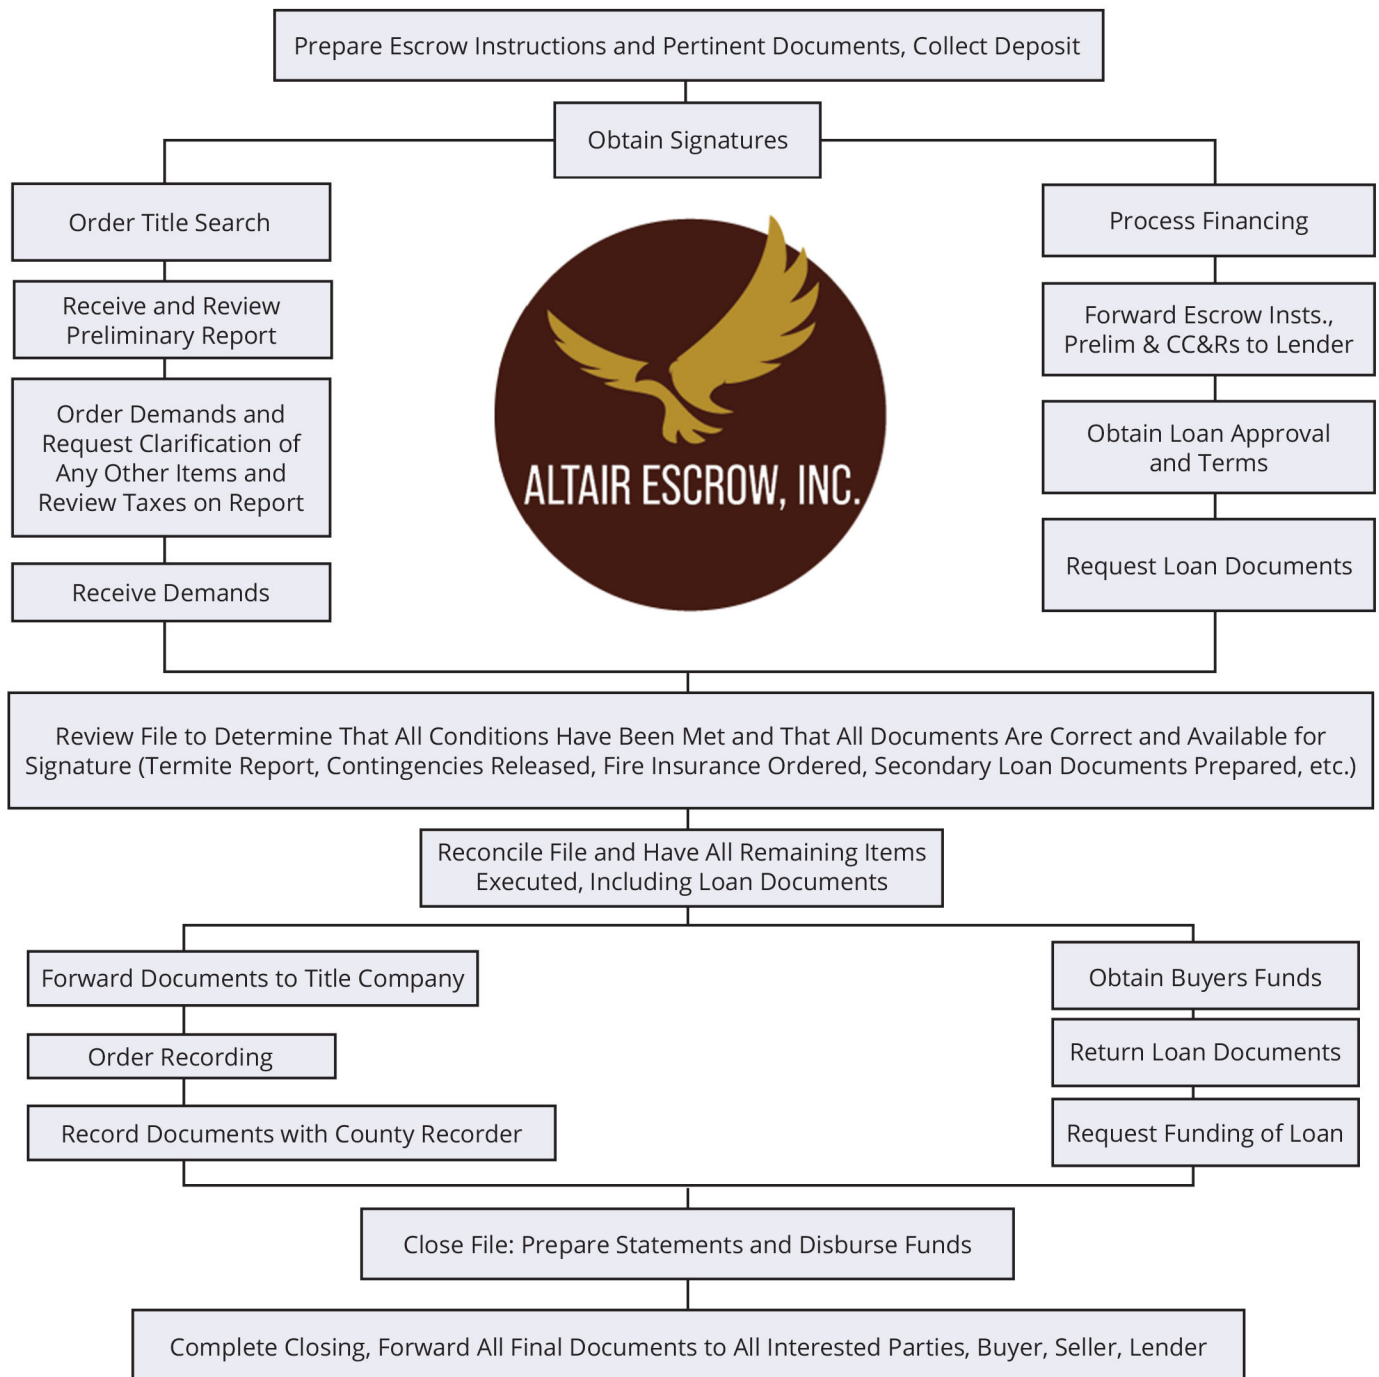 Prepare Escrow Instructions and Pertinent Documents, Collect Deposit
Obtain Signatures
Order Title Search
Receive and Review
Preliminary Report
Order Demands and
Request Clarification of
Any Other Items and
Review Taxes on Report
Receive Demands
ALTAIR ESCROW, INC.
Process Financing
Forward Escrow Insts.,
Prelim & CC&Rs to Lender
Obtain Loan Approval
and Terms
Request Loan Documents
Review File to Determine That All Conditions Have Been Met and That All Documents Are Correct and Available for
Signature (Termite Report, Contingencies Released, Fire Insurance Ordered, Secondary Loan Documents Prepared, etc.)
Reconcile File and Have All Remaining Items
Executed, Including Loan Documents
Forward Documents to Title Company
Order Recording
Record Documents with County Recorder
Obtain Buyers Funds
Return Loan Documents
Request Funding of Loan
Close File: Prepare Statements and Disburse Funds
Complete Closing, Forward All Final Documents to All Interested Parties, Buyer, Seller, Lender